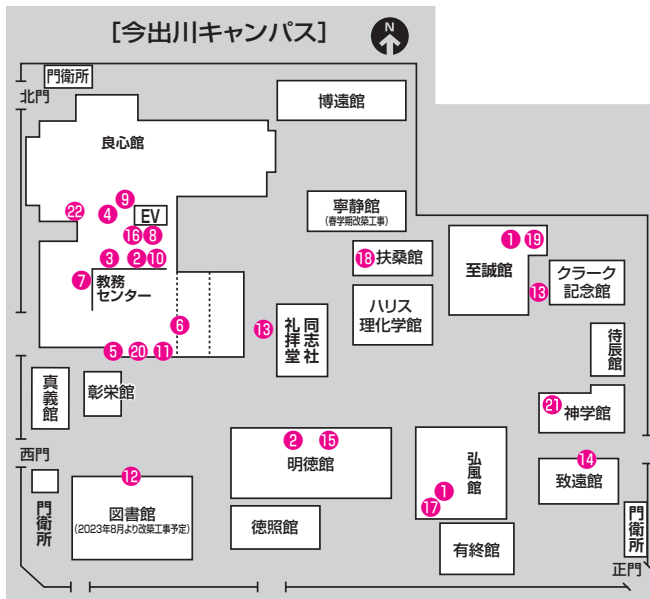 [今出川キャンパス]
N
門衛所
北門
博遠館
良心館
9
22
4
EV
16
8
寧静館
(春学期改築工事)
1
19
18
扶桑館
至誠館
3
2
10
7
教務
センター
13
クラーク
記念館
ハリス
理化学館
6
13
同志社
礼拝堂
待辰館
5
20
11
真義館
彰栄館
21
神学館
西門
2
15
明徳館
弘風館
1
17
14
致遠館
12
図書館
(2023年8月より改築工事予定)
門衛所
徳照館
有終館
門衛所
正門